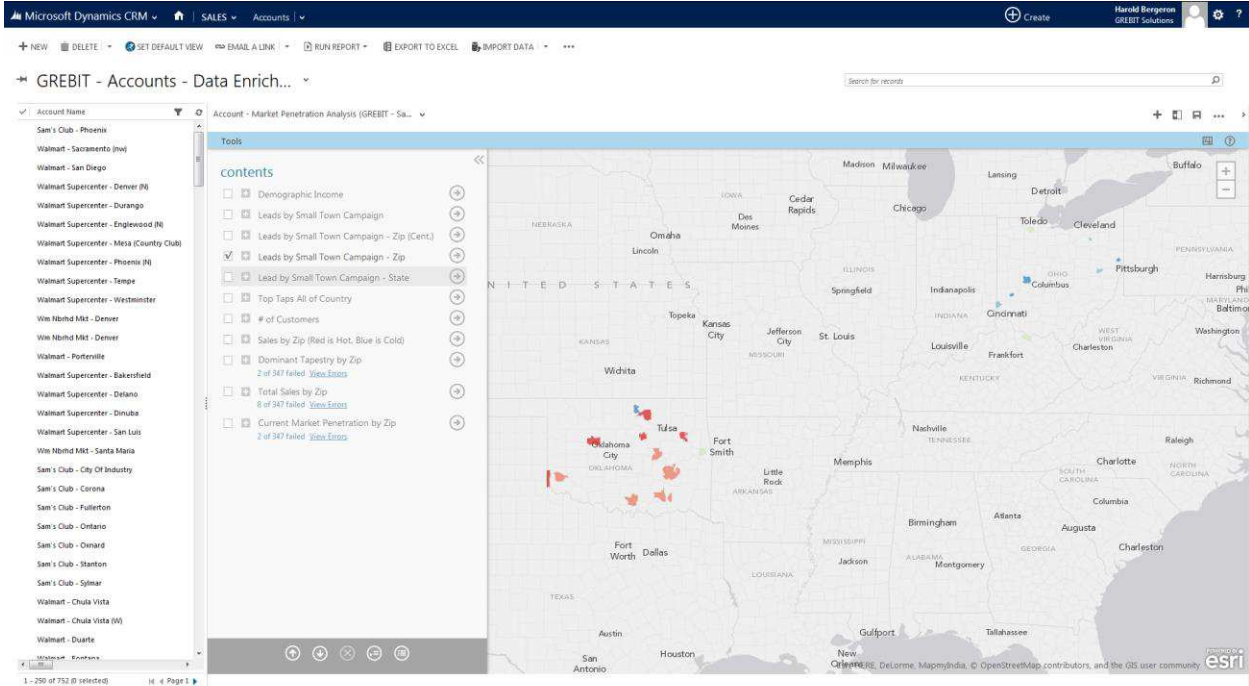 Microsoft Dynamics CRM
SALES
Accounts
Create
Harold Bergeron
GREBIT Solutions
?
NEW
DELETE
SET DEFAULT VIEW
EMAIL A LINK
RUN REPORT
EXPORT TO EXCEL
IMPORT DATA
GREBIT - Accounts - Data Enrich...
Search for records
Account Name
Account - Market Penetration Analysis (GREBIT - Sa...
Sam's Club - Phoenix
Walmart - Sacramento (nw)
Walmart - San Diego
Walmart Supercenter - Denver (N)
Walmart Supercenter - Durango
Walmart Supercenter - Englewood (N)
Walmart Supercenter - Mesa (Country Club)
Walmart Supercenter - Phoenix (N)
Walmart Supercenter - Tempe
Walmart Supercenter - Westminster
Wm Nbrhd Mkt - Denver
Wm Nbrhd Mkt - Denver
Walmart - Porterville
Walmart Supercenter - Bakersfield
Walmart Supercenter - Delano
Walmart Supercenter - Dinuba
Walmart Supercenter - San Luis
Wm Nbrhd Mkt - Santa Maria
Sam's Club - City Of Industry
Sam's Club - Corona
Sam's Club - Fullerton
Sam's Club - Ontario
Sam's Club - Oxnard
Sam's Club - Stanton
Sam's Club - Sylmar
Walmart - Chula Vista
Walmart - Chula Vista (W)
Walmart - Duarte
Walmart - Fontana
1 - 250 of 752 (0 selected)
Page 1
Tools
contents
Demographic Income
Leads by Small Town Campaign
Leads by Small Town Campaign - Zip (Cent.)
Leads by Small Town Campaign - Zip
Lead by Small Town Campaign - State
Top Taps All of Country
# of Customers
Sales by Zip (Red is Hot, Blue is Cold)
Dominant Tapestry by Zip
2 of 347 failed View Errors
Total Sales by Zip
8 of 347 failed View Errors
Current Market Penetration by Zip
2 of 347 failed View Errors
Madison
Milwaukee
Lansing
Buffalo
Detroit
IOWA
Cedar Rapids
Chicago
Des Moines
Toledo
Cleveland
NEBRASKA
Omaha
Lincoln
PENNSYLVANIA
Pittsburgh
Harrisburg
ILLINOIS
OHIO
Columbus
Phi
NITED STATES
Springfield
Indianapolis
MARYLAND
Baltimo
Topeka
Kansas City
INDIANA
Cincinnati
Jefferson City
St. Louis
WEST VIRGINIA
Washington
KANSAS
MISSOURI
Louisville
Frankfort
Charleston
Wichita
KENTUCKY
VIRGINIA
Richmond
Tulsa
Nashville
TENNESSEE
Oklahoma City
Fort Smith
Raleigh
OKLAHOMA
Memphis
Charlotte
NORTH CAROLINA
Little Rock
SOUTH CAROLINA
ARKANSAS
Columbia
Birmingham
Atlanta
Augusta
Fort Worth
Dallas
MISSISSIPPI
Jackson
ALABAMA
Montgomery
GEORGIA
Charleston
LOUISIANA
TEXAS
Austin
Gulfport
Tallahassee
San Antonio
Houston
New Orleans
RE, DeLorme, MapmyIndia, © OpenStreetMap contributors, and the GIS user community
POWERED BY
esri